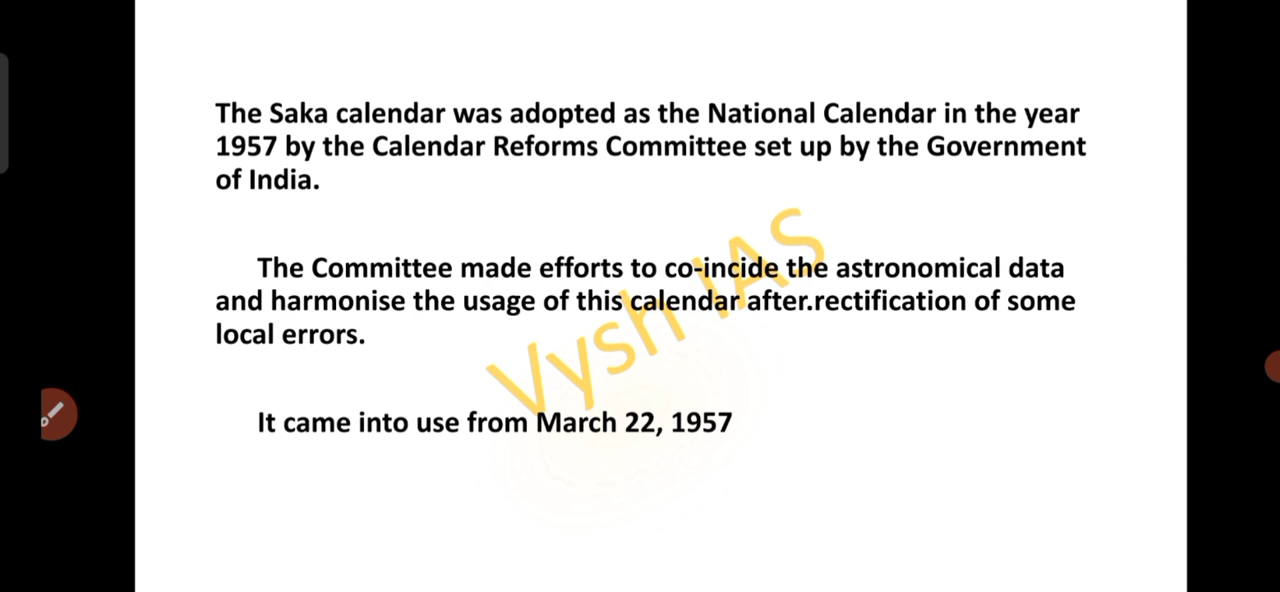 The Saka calendar was adopted as the National Calendar in the year
1957 by the Calendar Reforms Committee set up by the Government
of India.
The Committee made efforts to co-incide the astronomical data
and harmonise the usage of this calendar after.rectification of some
local errors.
It came into use from March 22, 1957
Vysh IAS